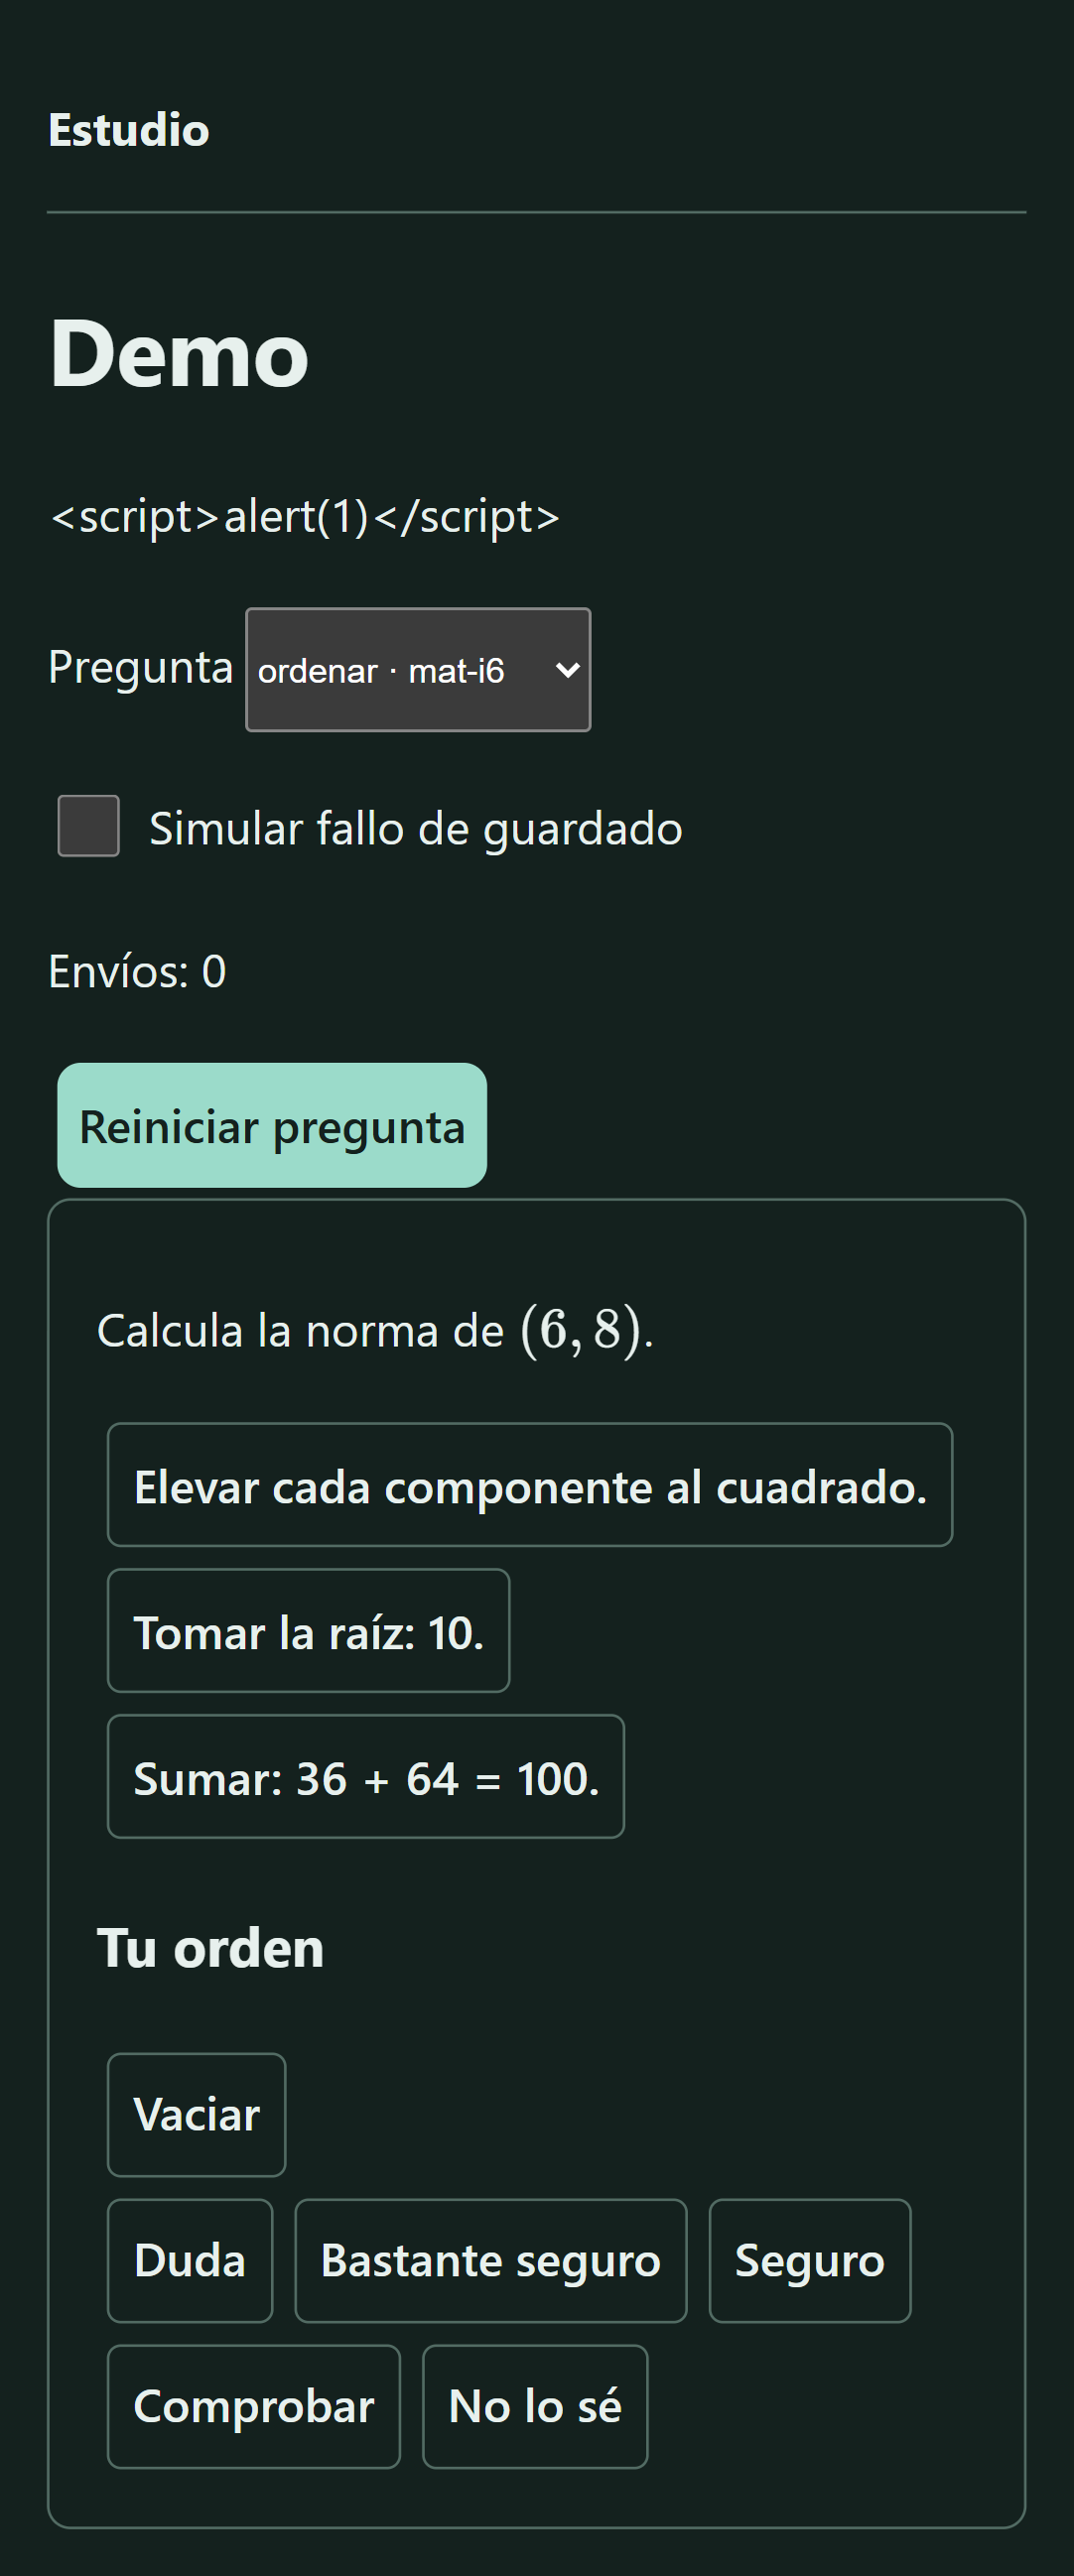 Estudio
Demo
<script>alert(1)</script>
Pregunta ordenar · mat-i6
Simular fallo de guardado
Envíos: 0
Reiniciar pregunta
Calcula la norma de (6, 8).
Elevar cada componente al cuadrado.
Tomar la raíz: 10.
Sumar: 36 + 64 = 100.
Tu orden
Vaciar
Duda Bastante seguro Seguro
Comprobar No lo sé